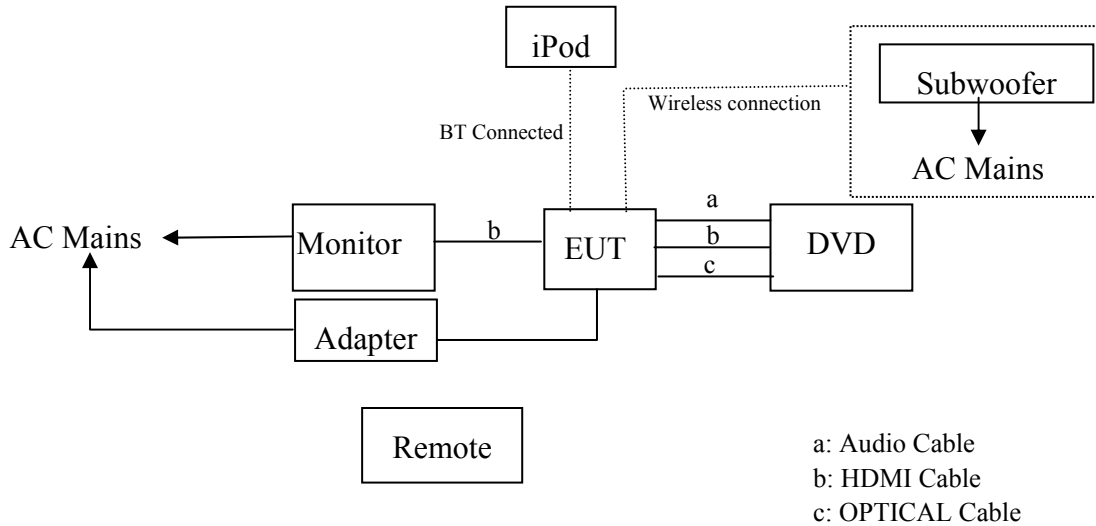 iPod
Subwoofer
Wireless connection
BT Connected
AC Mains
a
AC Mains
Monitor
b
EUT
b
DVD
c
Adapter
Remote
a: Audio Cable
b: HDMI Cable
c: OPTICAL Cable